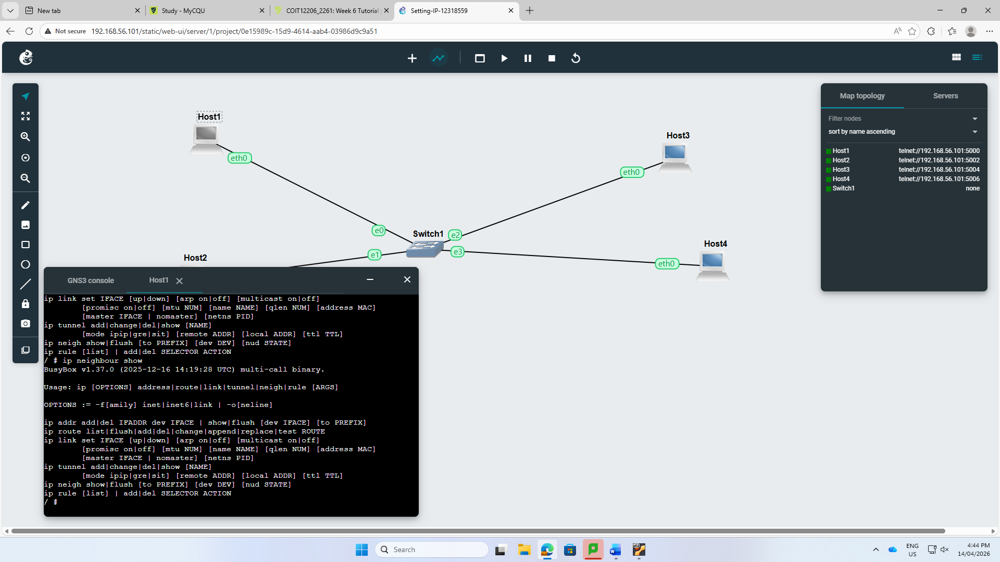 New tab
Study - MyCQU
COIT12206_2261: Week 6 Tutorial
Setting-IP-12318559
Not secure
192.168.56.101/static/web-ui/server/1/project/0e15989c-15d9-4614-aab4-03986d9c9a51
Map topology
Servers
Filter nodes
sort by name ascending
Host1 telnet://192.168.56.101:5000
Host2 telnet://192.168.56.101:5002
Host3 telnet://192.168.56.101:5004
Host4 telnet://192.168.56.101:5006
Switch1 none
Host1
eth0
Host3
eth0
e0
Switch1
e2
e1
e3
Host4
eth0
Host2
GNS3 console
Host1
ip link set IFACE [up|down] [arp on|off] [multicast on|off]
[promisc on|off] [mtu NUM] [name NAME] [qlen NUM] [address MAC]
[master IFACE | nomaster] [netns PID]
ip tunnel add|change|del|show [NAME]
[mode ipip|gre|sit] [remote ADDR] [local ADDR] [ttl TTL]
ip neigh show|flush [to PREFIX] [dev DEV] [nud STATE]
ip rule [list] | add|del SELECTOR ACTION
/ # ip neighbour show
BusyBox v1.37.0 (2025-12-16 14:19:28 UTC) multi-call binary.
Usage: ip [OPTIONS] address|route|link|tunnel|neigh|rule [ARGS]
OPTIONS := -f[amily] inet|inet6|link | -o[neline]
ip addr add|del IFADDR dev IFACE | show|flush [dev IFACE] [to PREFIX]
ip route list|flush|add|del|change|append|replace|test ROUTE
ip link set IFACE [up|down] [arp on|off] [multicast on|off]
[promisc on|off] [mtu NUM] [name NAME] [qlen NUM] [address MAC]
[master IFACE | nomaster] [netns PID]
ip tunnel add|change|del|show [NAME]
[mode ipip|gre|sit] [remote ADDR] [local ADDR] [ttl TTL]
ip neigh show|flush [to PREFIX] [dev DEV] [nud STATE]
ip rule [list] | add|del SELECTOR ACTION
/ #
Search
ENG
US
4:44 PM
14/04/2026